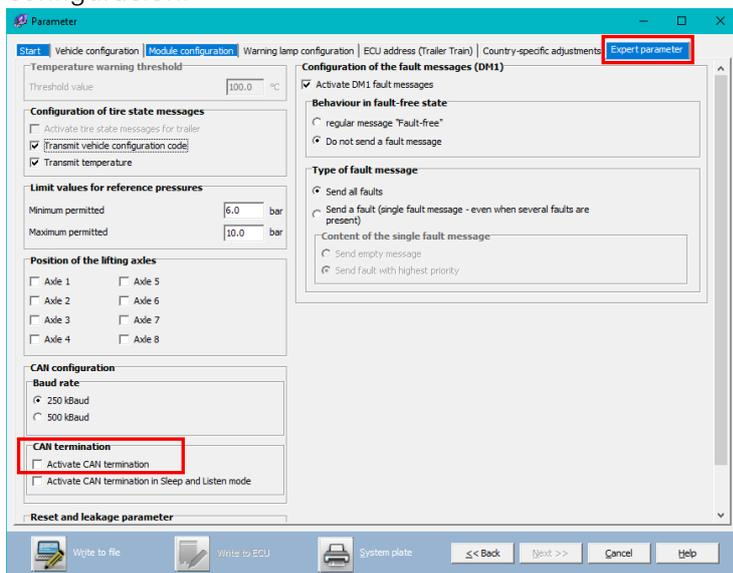 Parameter
Start Vehicle configuration Module configuration Warning lamp configuration ECU address (Trailer Train) Country-specific adjustments Expert parameter
Temperature warning threshold
Threshold value 100.0 °C
Configuration of tire state messages
Activate tire state messages for trailer
Transmit vehicle configuration code
Transmit temperature
Limit values for reference pressures
Minimum permitted 6.0 bar
Maximum permitted 10.0 bar
Position of the lifting axles
Axle 1 Axle 5
Axle 2 Axle 6
Axle 3 Axle 7
Axle 4 Axle 8
CAN configuration
Baud rate
250 kBaud
500 kBaud
CAN termination
Activate CAN termination
Activate CAN termination in Sleep and Listen mode
Reset and leakage parameter
Configuration of the fault messages (DM1)
Activate DM1 fault messages
Behaviour in fault-free state
regular message "Fault-free"
Do not send a fault message
Type of fault message
Send all faults
Send a fault (single fault message - even when several faults are
present)
Content of the single fault message
Send empty message
Send fault with highest priority
Write to file Write to ECU System plate << Back Next >> Cancel Help